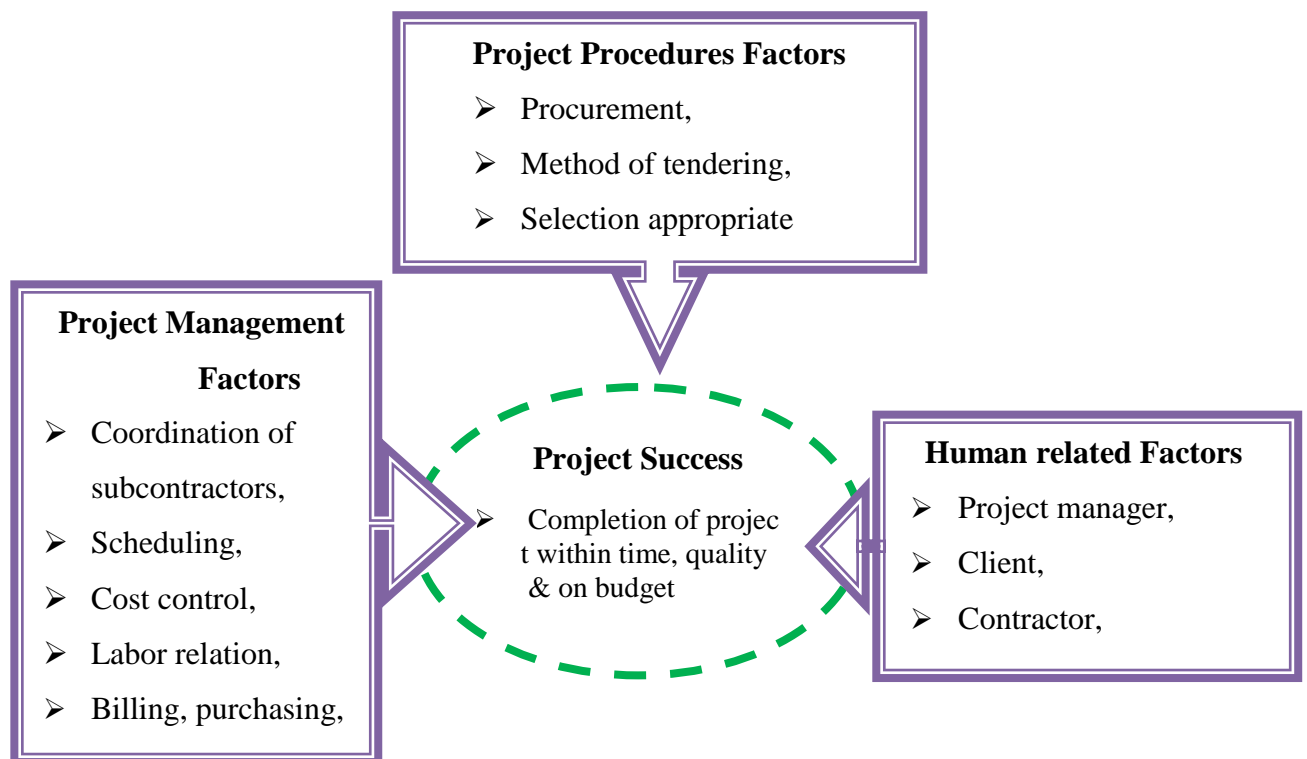 Project Procedures Factors
➢ Procurement,
➢ Method of tendering,
➢ Selection appropriate
Project Management
Factors
➢ Coordination of
subcontractors,
➢ Scheduling,
➢ Cost control,
➢ Labor relation,
➢ Billing, purchasing,
Project Success
➢ Completion of projec
t within time, quality
& on budget
Human related Factors
➢ Project manager,
➢ Client,
➢ Contractor,